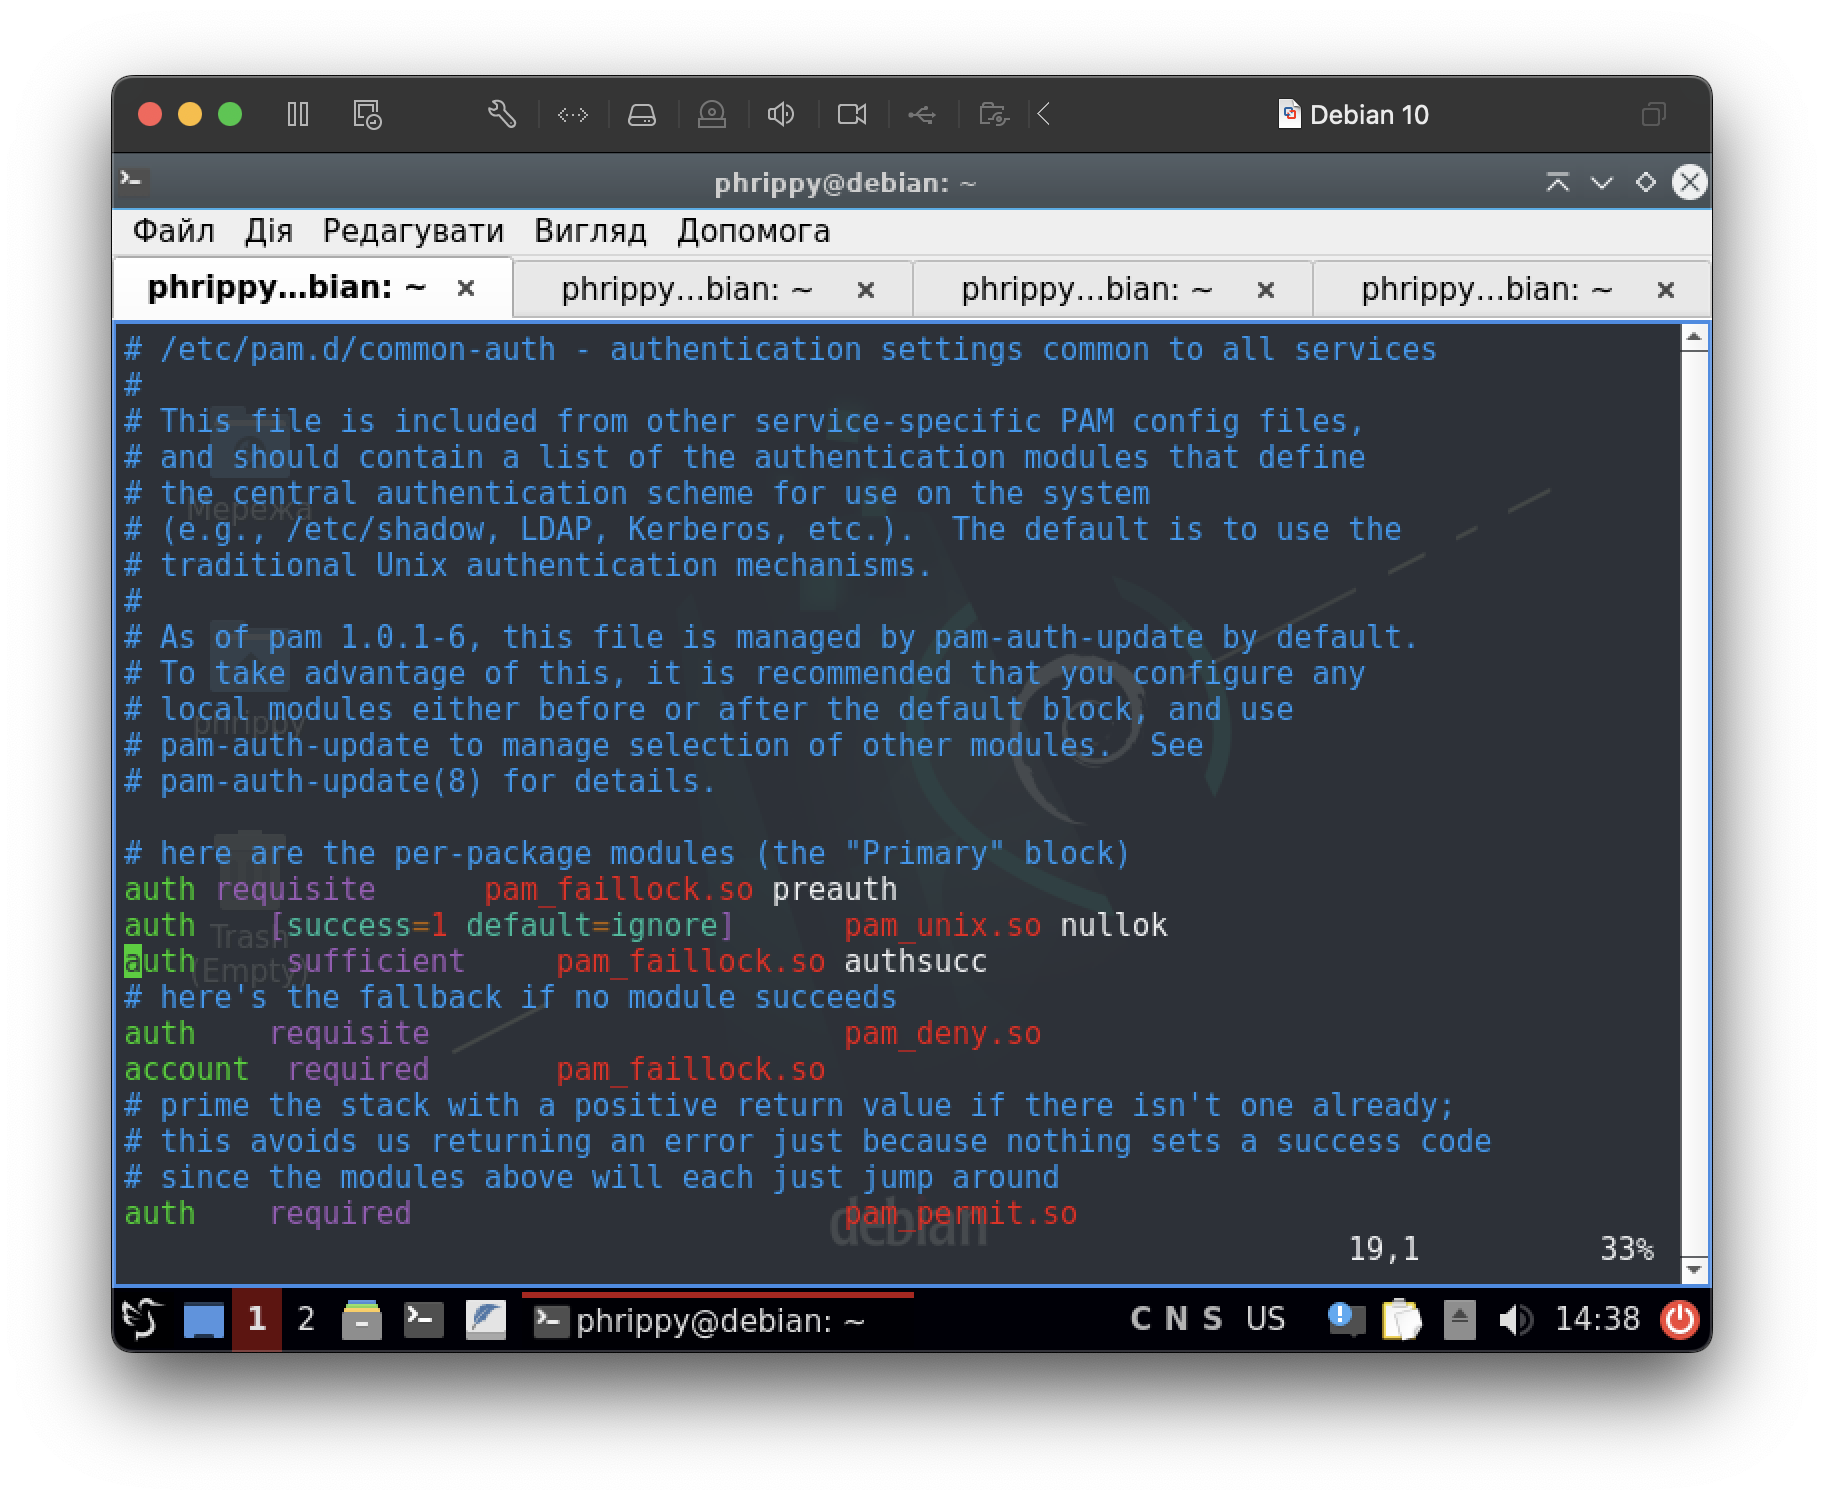 Debian 10
phrippy@debian: ~
Файл Дія Редагувати Вигляд Допомога
phrippy...bian: ~ phrippy...bian: ~ phrippy...bian: ~ phrippy...bian: ~
# /etc/pam.d/common-auth - authentication settings common to all services
#
# This file is included from other service-specific PAM config files,
# and should contain a list of the authentication modules that define
# the central authentication scheme for use on the system
Мережа
# (e.g., /etc/shadow, LDAP, Kerberos, etc.).  The default is to use the
# traditional Unix authentication mechanisms.
#
# As of pam 1.0.1-6, this file is managed by pam-auth-update by default.
# To take advantage of this, it is recommended that you configure any
# local modules either before or after the default block, and use
phrippy
# pam-auth-update to manage selection of other modules.  See
# pam-auth-update(8) for details.
# here are the per-package modules (the "Primary" block)
auth requisite      pam_faillock.so preauth
auth    [success=1 default=ignore]      pam_unix.so nullok
Trash
auth     sufficient     pam_faillock.so authsucc
(Empty)
# here's the fallback if no module succeeds
auth    requisite                       pam_deny.so
account  required       pam_faillock.so
# prime the stack with a positive return value if there isn't one already;
# this avoids us returning an error just because nothing sets a success code
# since the modules above will each just jump around
auth    required                        pam_permit.so
debian
19,1 33%
1 2 phrippy@debian: ~ C N S US 14:38